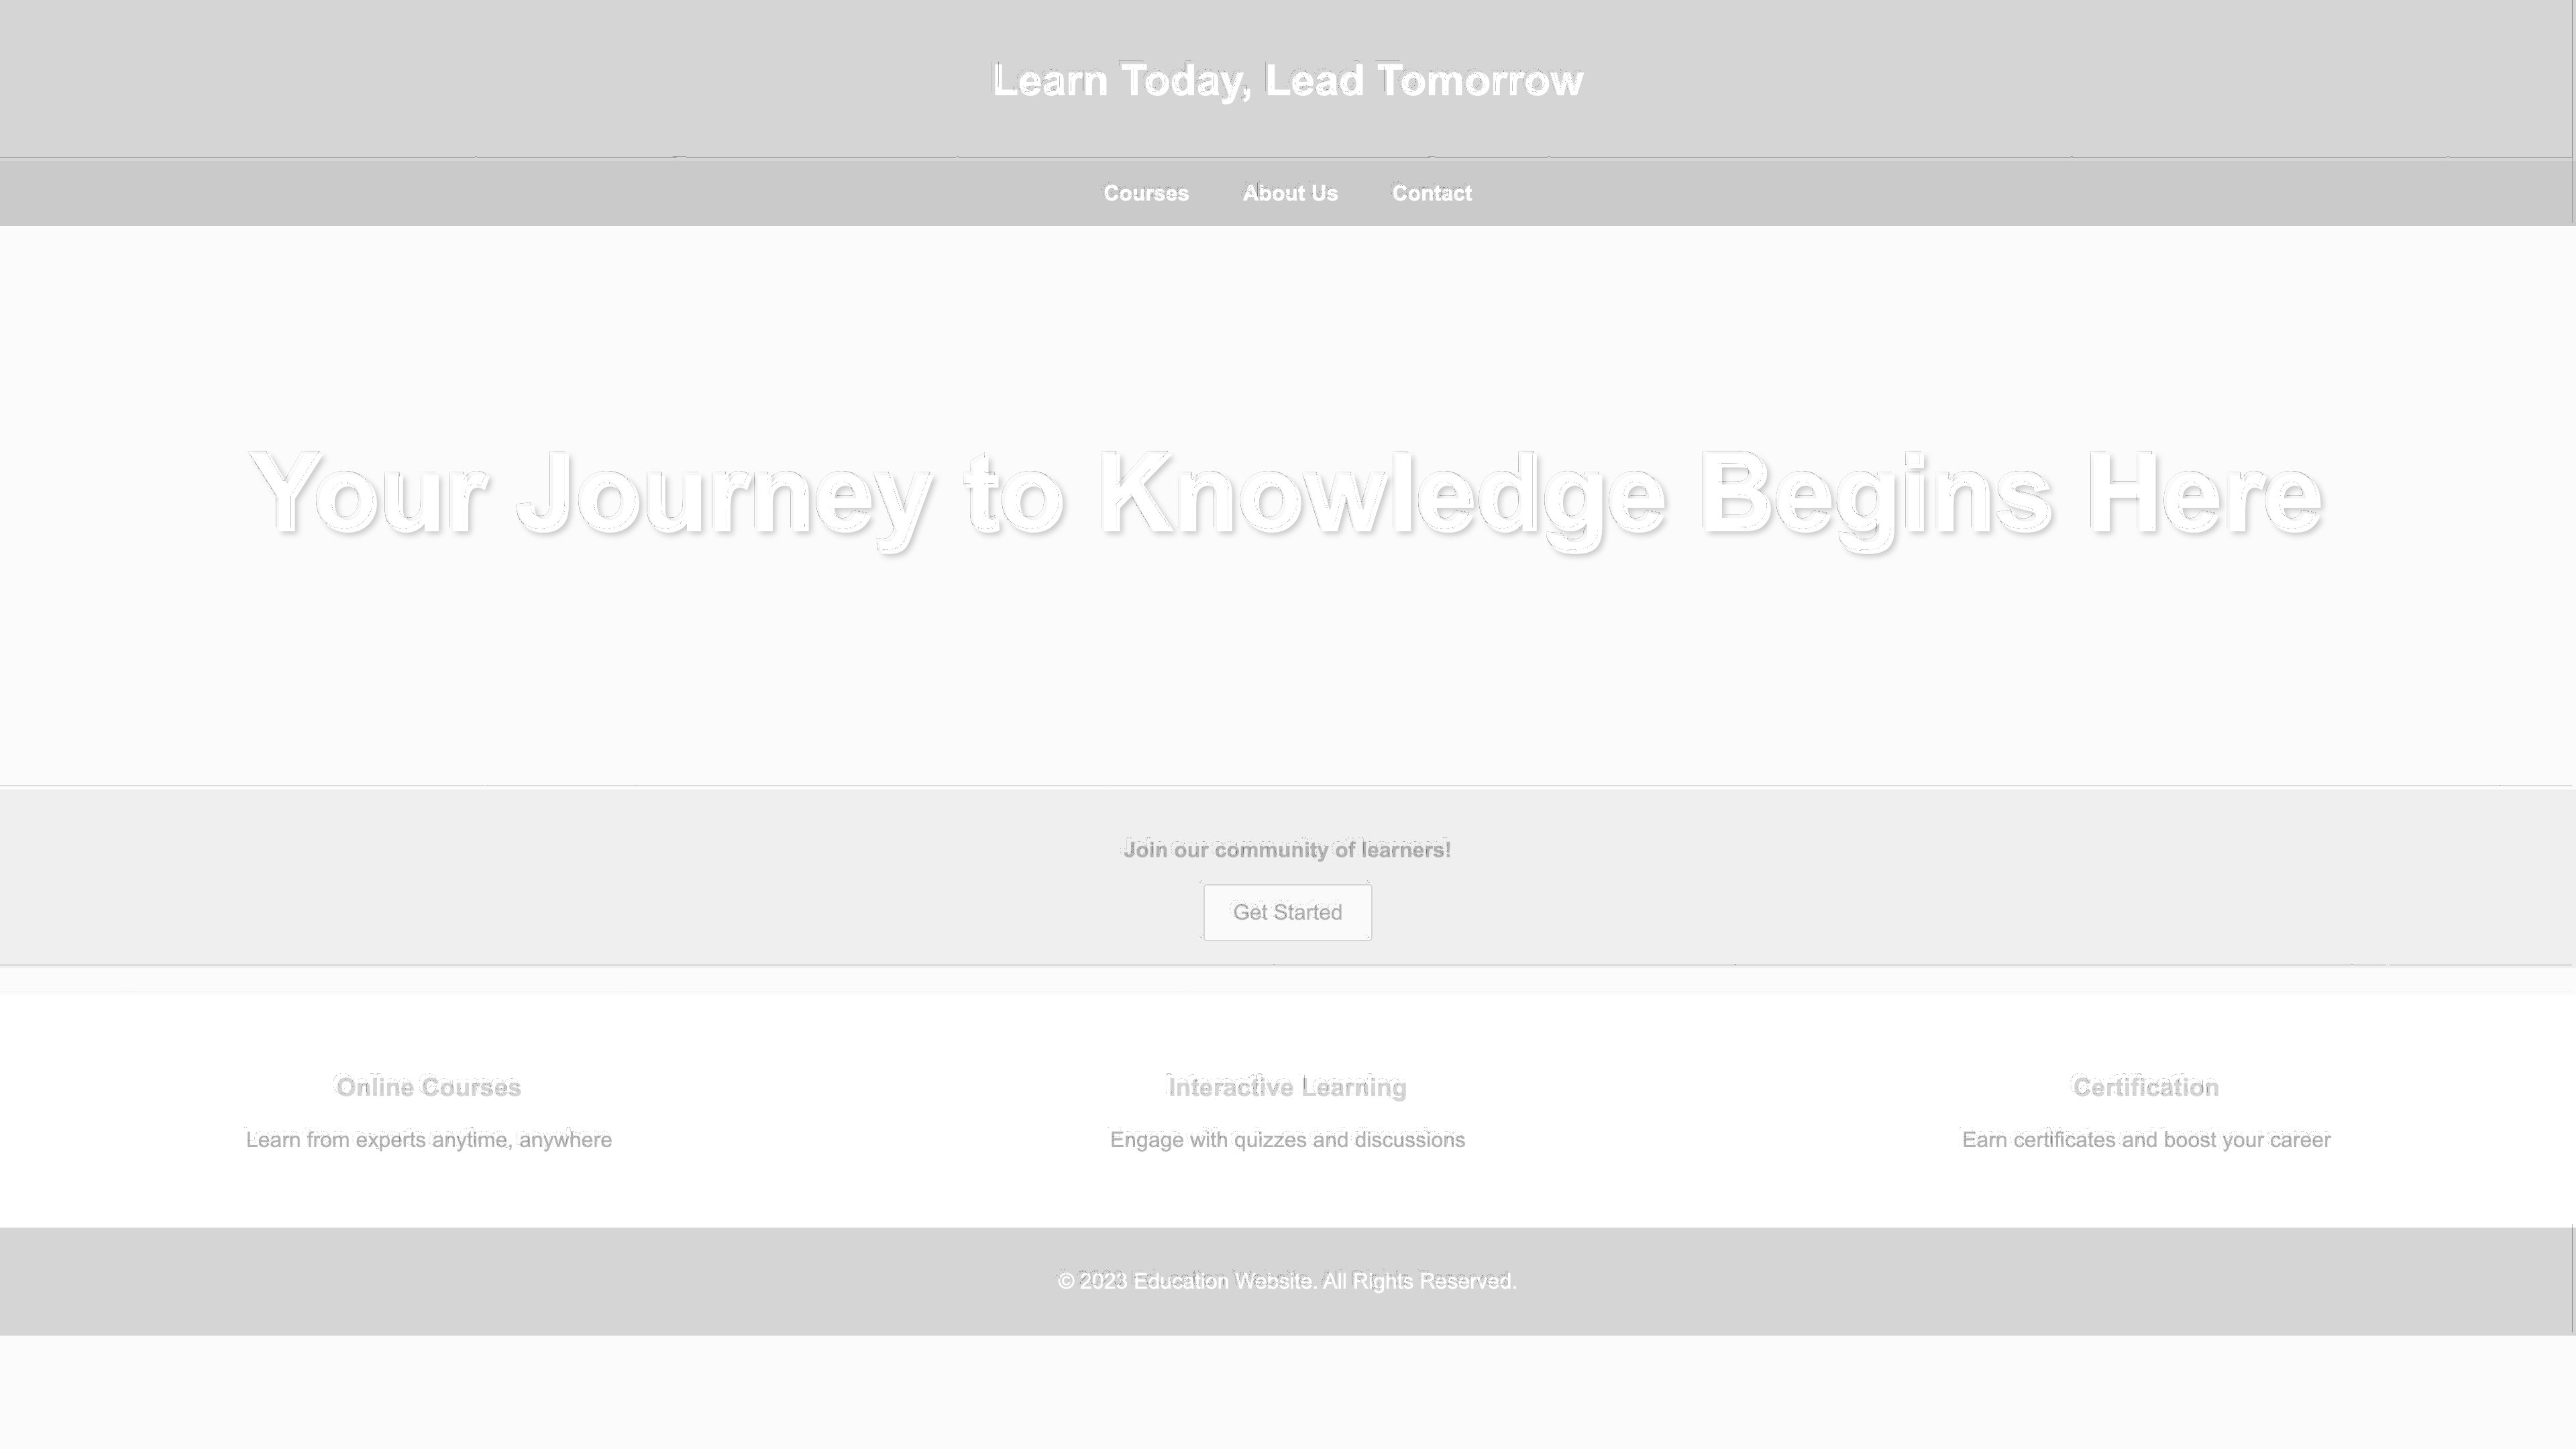 Learn Today, Lead Tomorrow
Courses About Us Contact
Your Journey to Knowledge Begins Here
Join our community of learners!
Get Started
Online Courses Interactive Learning Certification
Learn from experts anytime, anywhere Engage with quizzes and discussions Earn certificates and boost your career
© 2023 Education Website. All Rights Reserved.